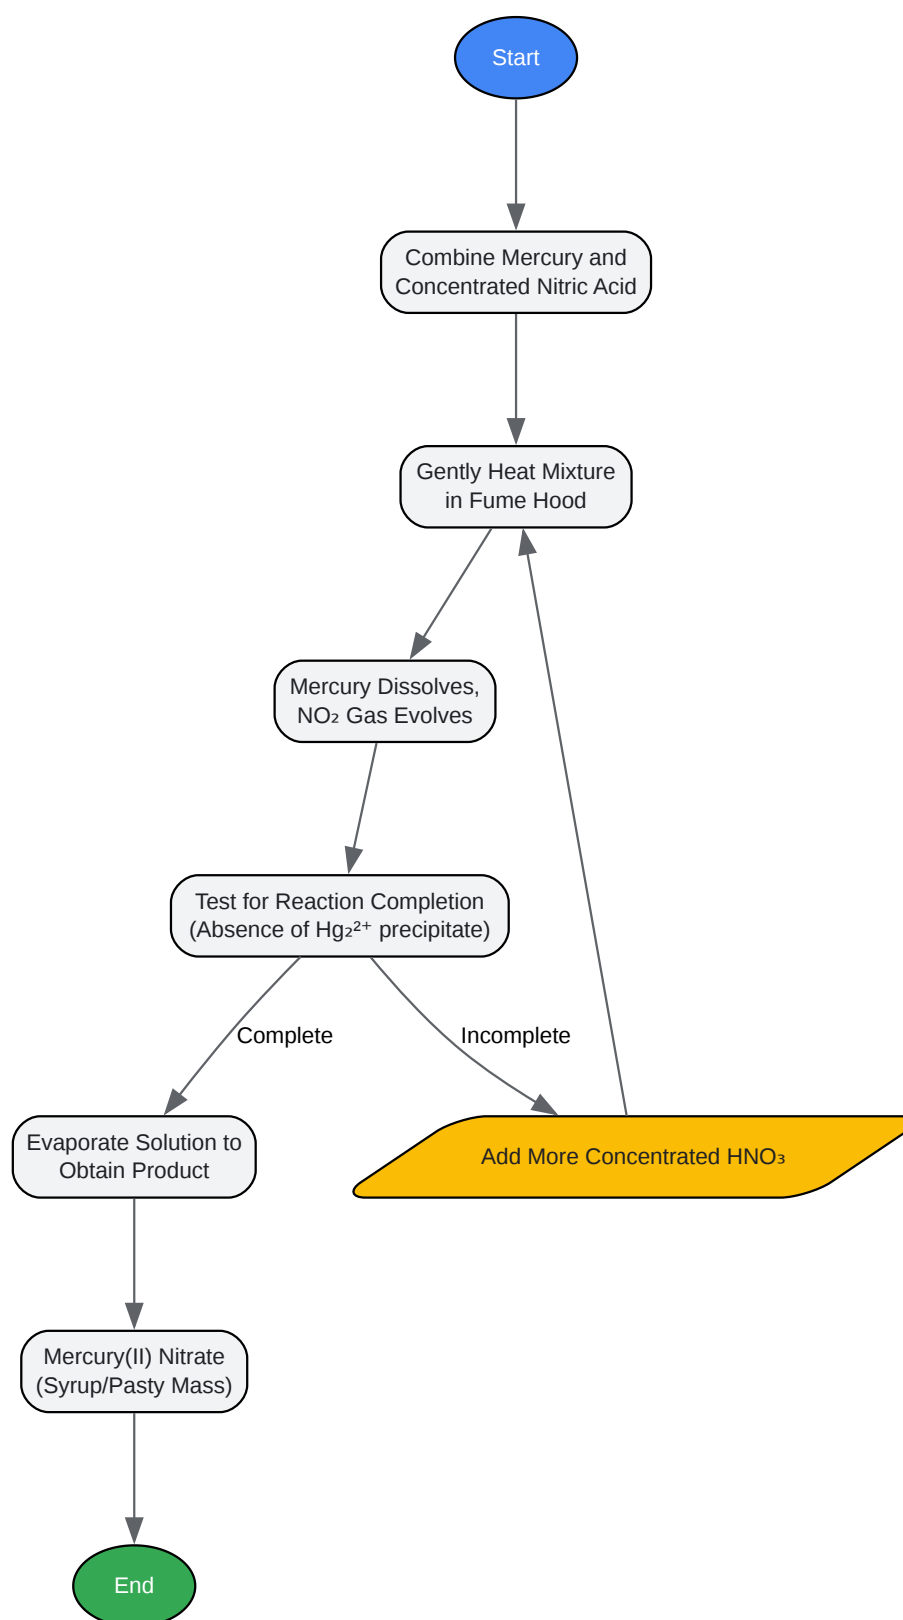 Start
Combine Mercury and
Concentrated Nitric Acid
Gently Heat Mixture
in Fume Hood
Mercury Dissolves,
NO₂ Gas Evolves
Test for Reaction Completion
(Absence of Hg₂²⁺ precipitate)
Complete
Incomplete
Evaporate Solution to
Obtain Product
Add More Concentrated HNO₃
Mercury(II) Nitrate
(Syrup/Pasty Mass)
End